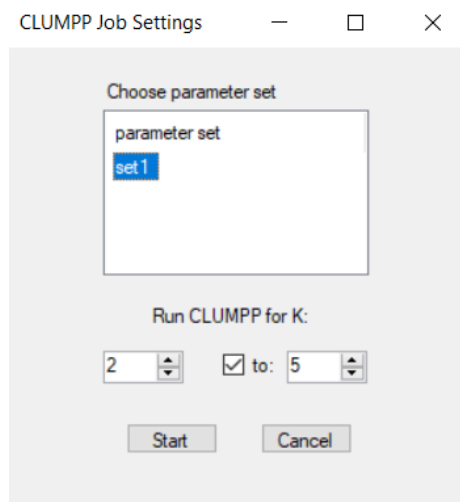 CLUMPP Job Settings
Choose parameter set
parameter set
set1
Run CLUMPP for K:
2 to: 5
Start Cancel